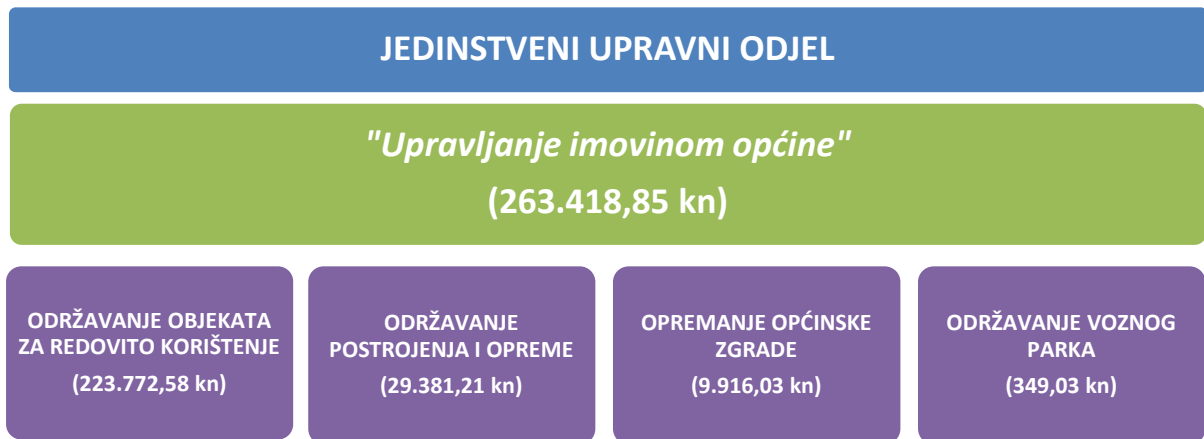 JEDINSTVENI UPRAVNI ODJEL
"Upravljanje imovinom općine"
(263.418,85 kn)
ODRŽAVANJE OBJEKATA
ZA REDOVITO KORIŠTENJE
(223.772,58 kn)
ODRŽAVANJE
POSTROJENJA I OPREME
(29.381,21 kn)
OPREMANJE OPĆINSKE
ZGRADE
(9.916,03 kn)
ODRŽAVANJE VOZNOG
PARKA
(349,03 kn)